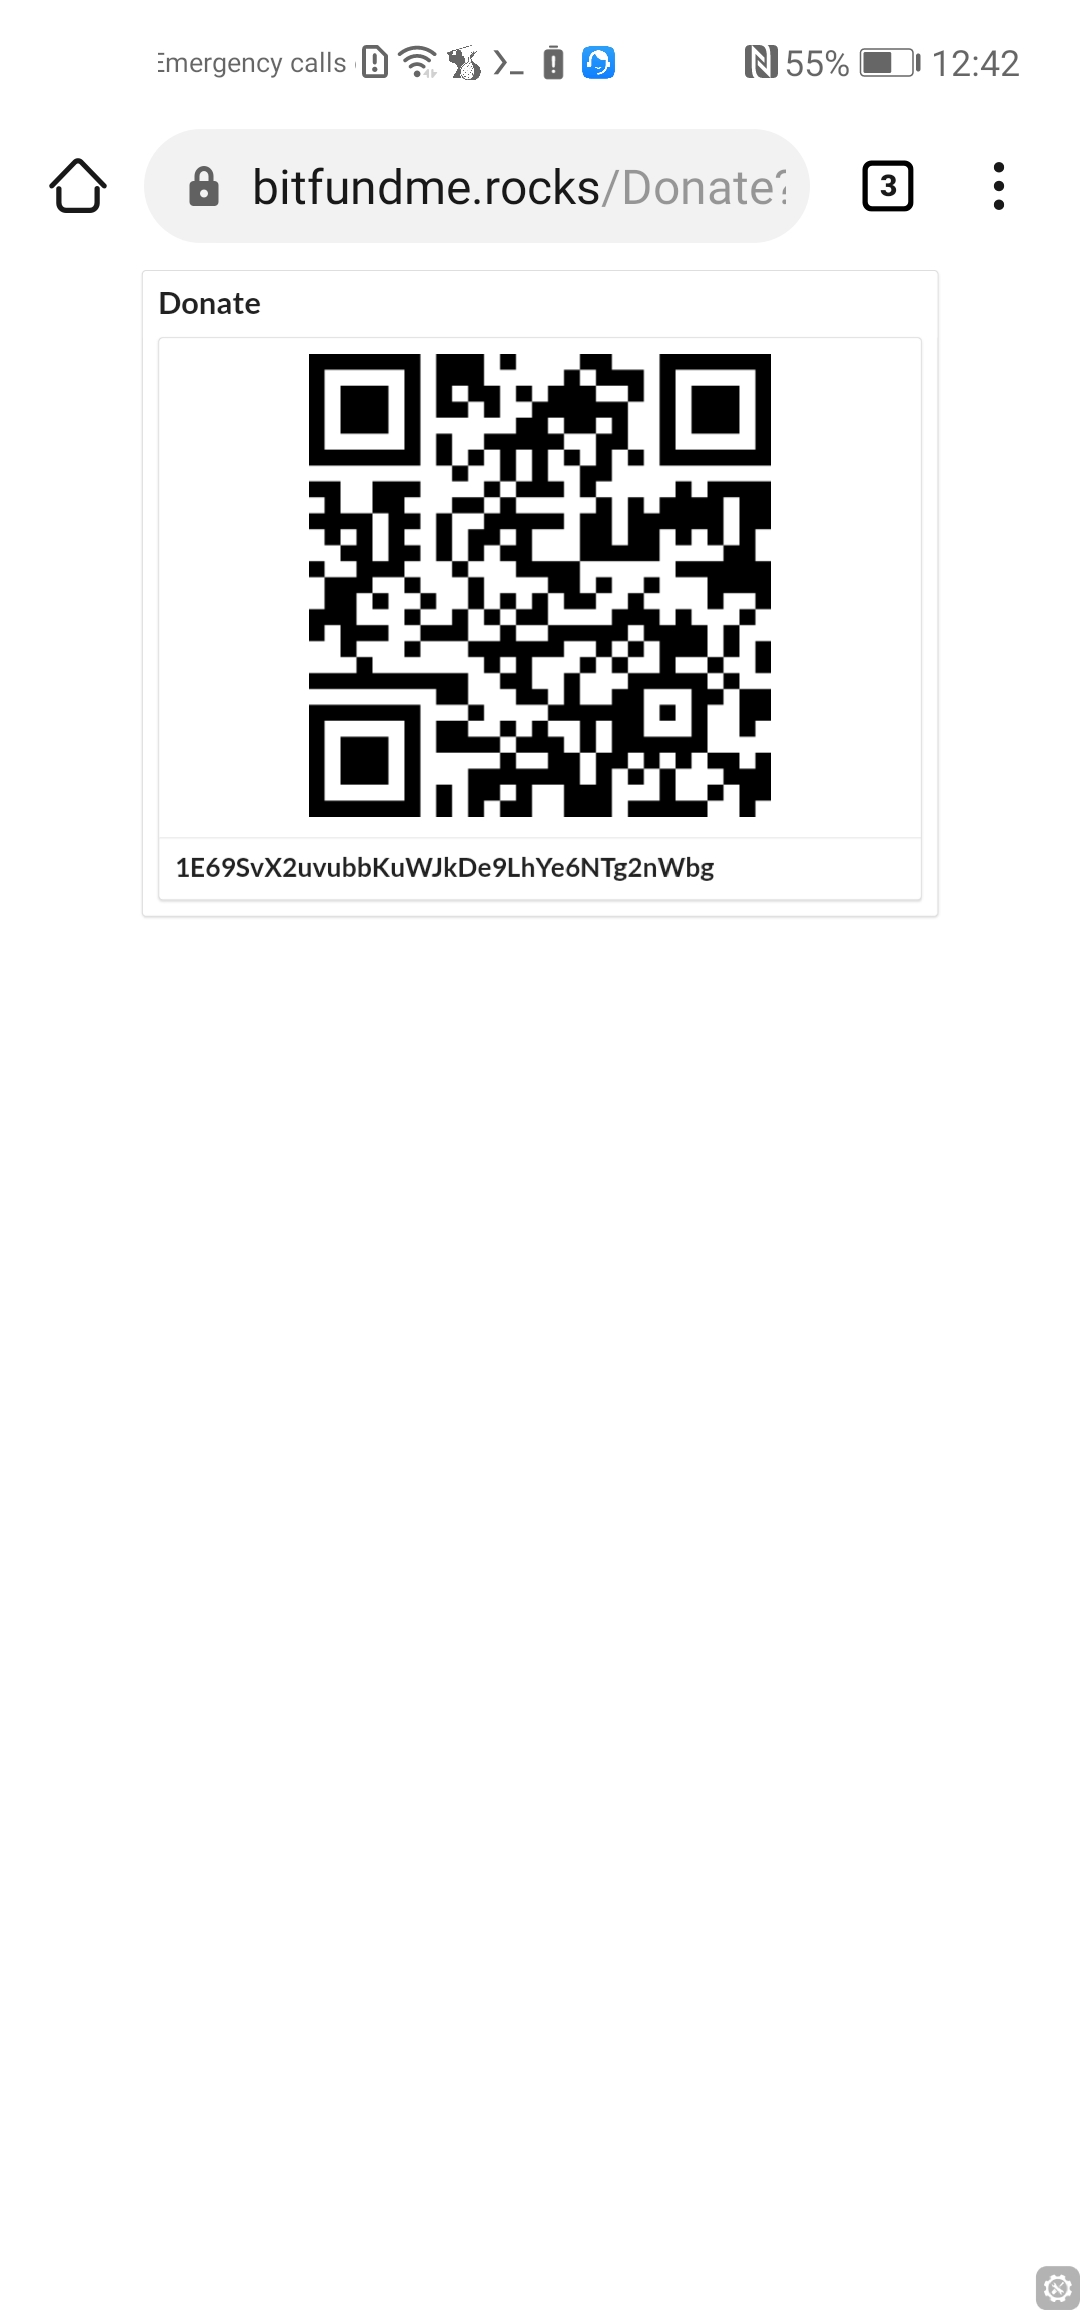 Emergency calls
55%
12:42
bitfundme.rocks/Donate?
3
Donate
1E69SvX2uvubbKuWJkDe9LhYe6NTg2nWbg